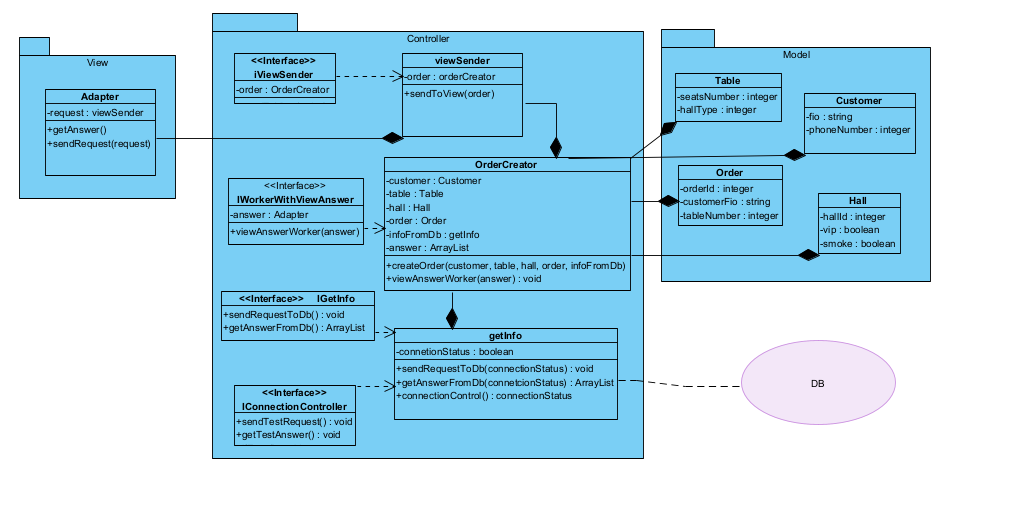 View
Adapter
-request : viewSender
+getAnswer()
+sendRequest(request)
Controller
<<Interface>>
iViewSender
-order : OrderCreator
viewSender
-order : orderCreator
+sendToView(order)
<<Interface>>
IWorkerWithViewAnswer
-answer : Adapter
+viewAnswerWorker(answer)
OrderCreator
-customer : Customer
-table : Table
-hall : Hall
-order : Order
-infoFromDb : getInfo
-answer : ArrayList
+createOrder(customer, table, hall, order, infoFromDb)
+viewAnswerWorker(answer) : void
<<Interface>> IGetInfo
+sendRequestToDb() : void
+getAnswerFromDb() : ArrayList
getInfo
-connetionStatus : boolean
+sendRequestToDb(connectionStatus) : void
+getAnswerFromDb(connetcionStatus) : ArrayList
+connectionControl() : connectionStatus
<<Interface>>
IConnectionController
+sendTestRequest() : void
+getTestAnswer() : void
Model
Table
-seatsNumber : integer
-hallType : integer
Customer
-fio : string
-phoneNumber : integer
Order
-orderId : integer
-customerFio : string
-tableNumber : integer
Hall
-hallId : integer
-vip : boolean
-smoke : boolean
DB